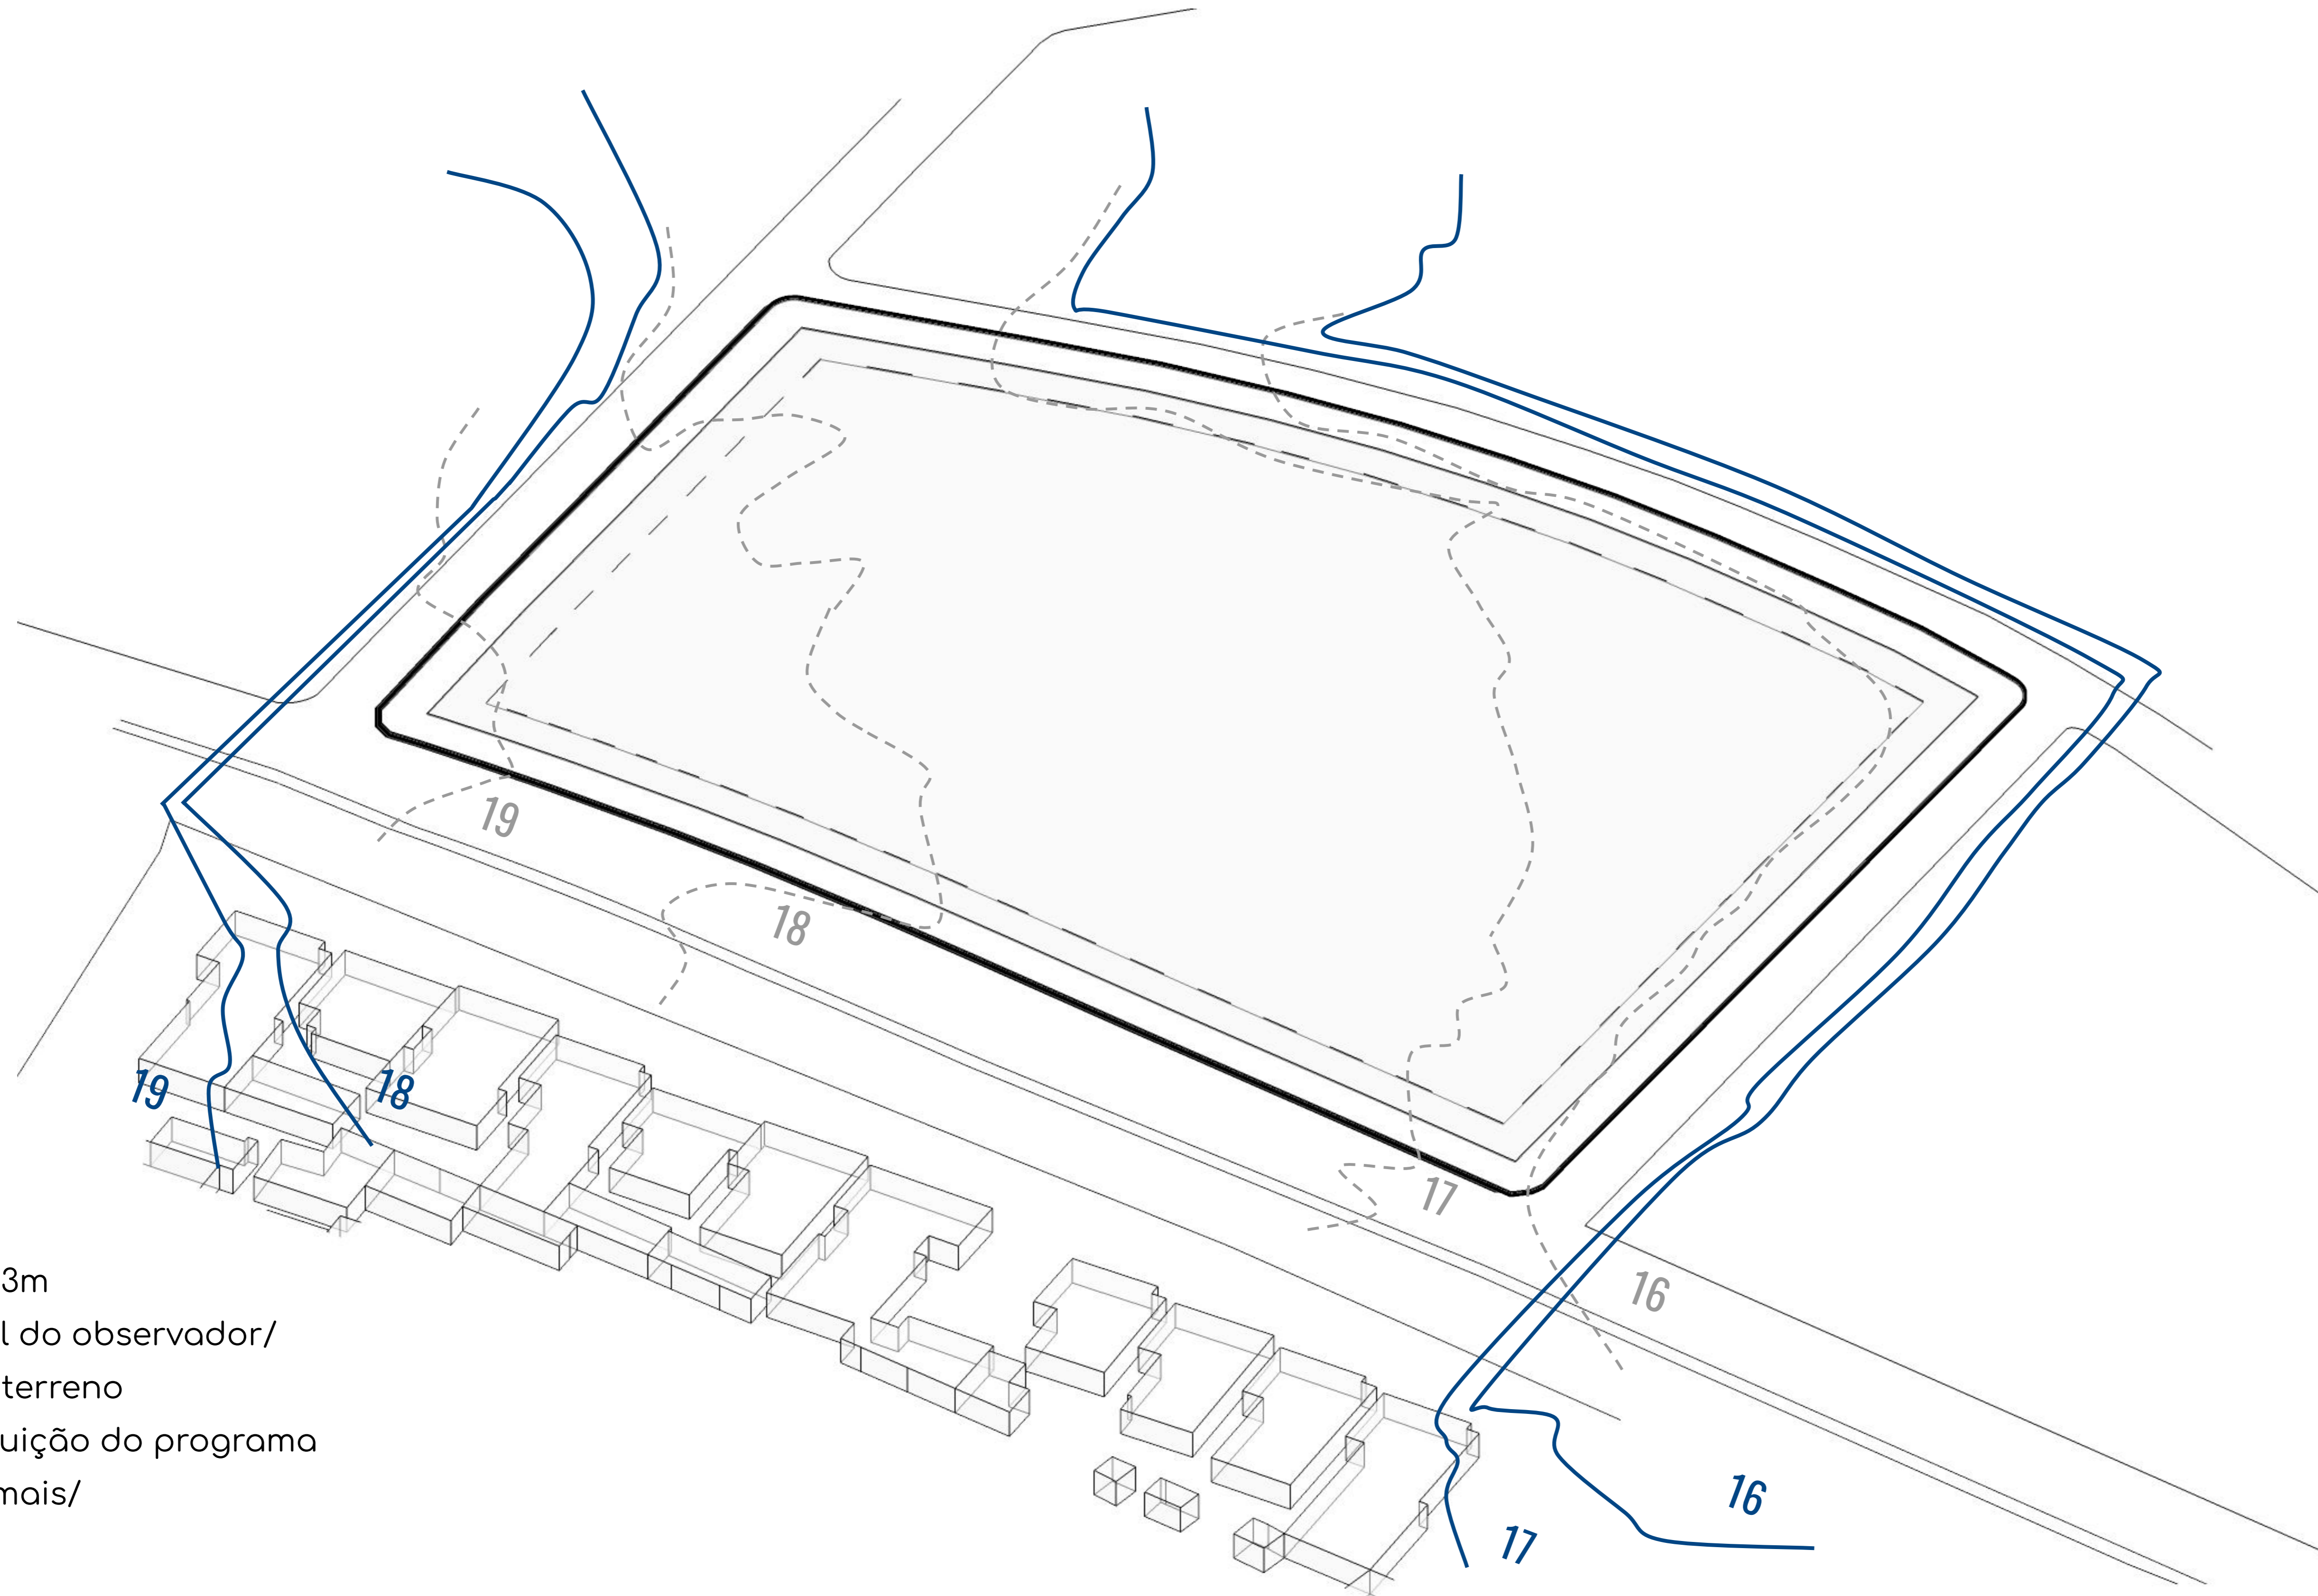 19
18
19
18
17
16
3m
l do observador/
terreno
uição do programa
mais/
16
17